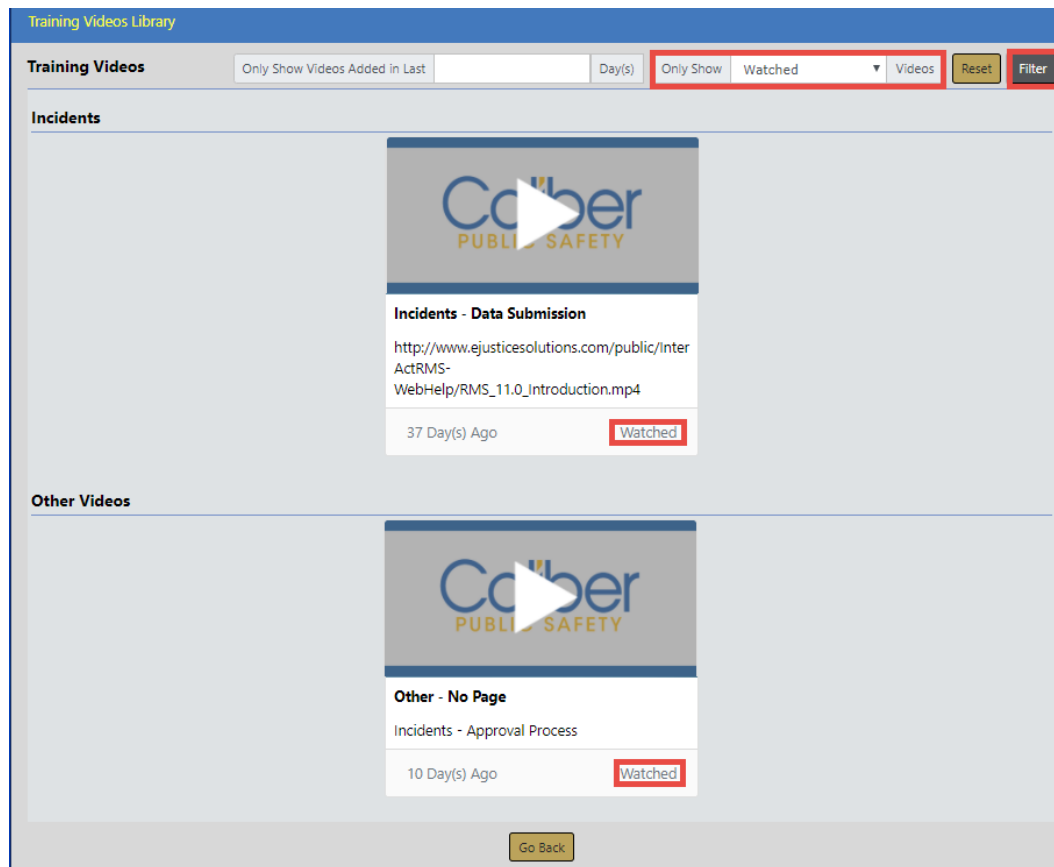 Training Videos Library
Training Videos Only Show Videos Added in Last Day(s) Only Show Watched Videos Reset Filter
Incidents
Caliber
PUBLIC SAFETY
Incidents - Data Submission
http://www.ejusticesolutions.com/public/Inter
ActRMS-
WebHelp/RMS_11.0_Introduction.mp4
37 Day(s) Ago Watched
Other Videos
Caliber
PUBLIC SAFETY
Other - No Page
Incidents - Approval Process
10 Day(s) Ago Watched
Go Back